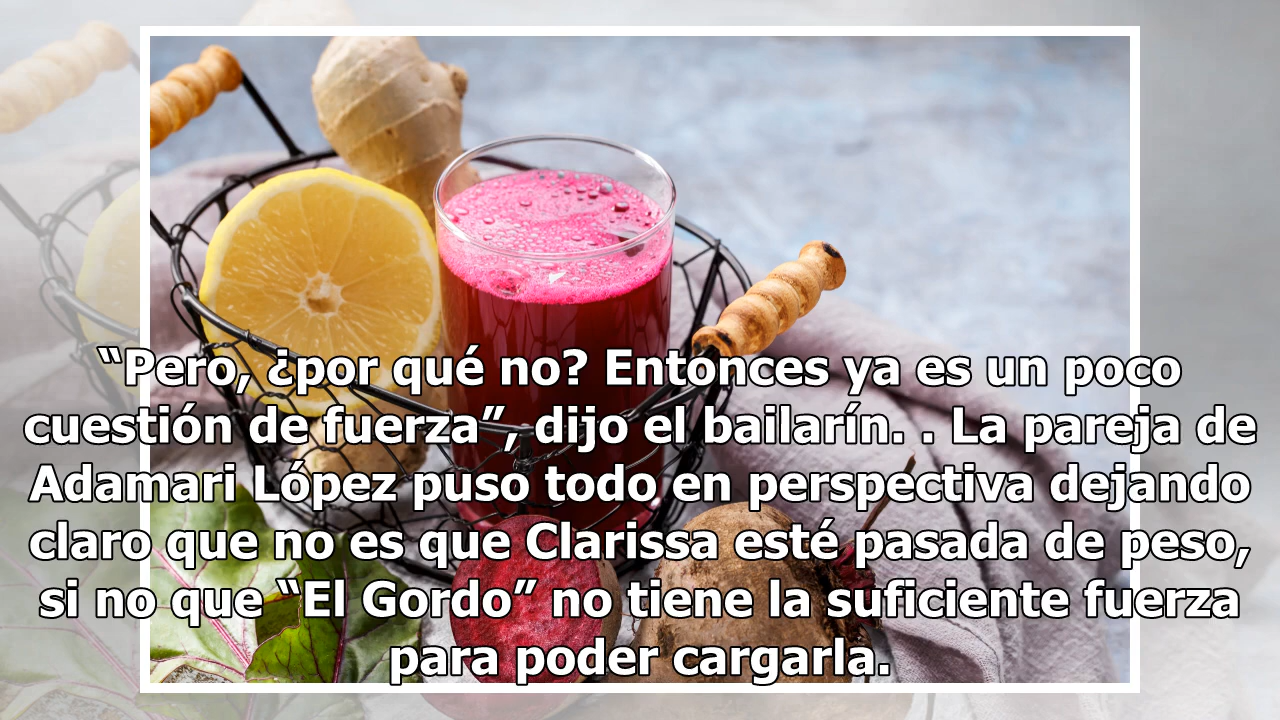 “Pero, ¿por qué no? Entonces ya es un poco
cuestión de fuerza”, dijo el bailarín. . La pareja de
Adamari López puso todo en perspectiva dejando
claro que no es que Clarissa esté pasada de peso,
si no que “El Gordo” no tiene la suficiente fuerza
para poder cargarla.